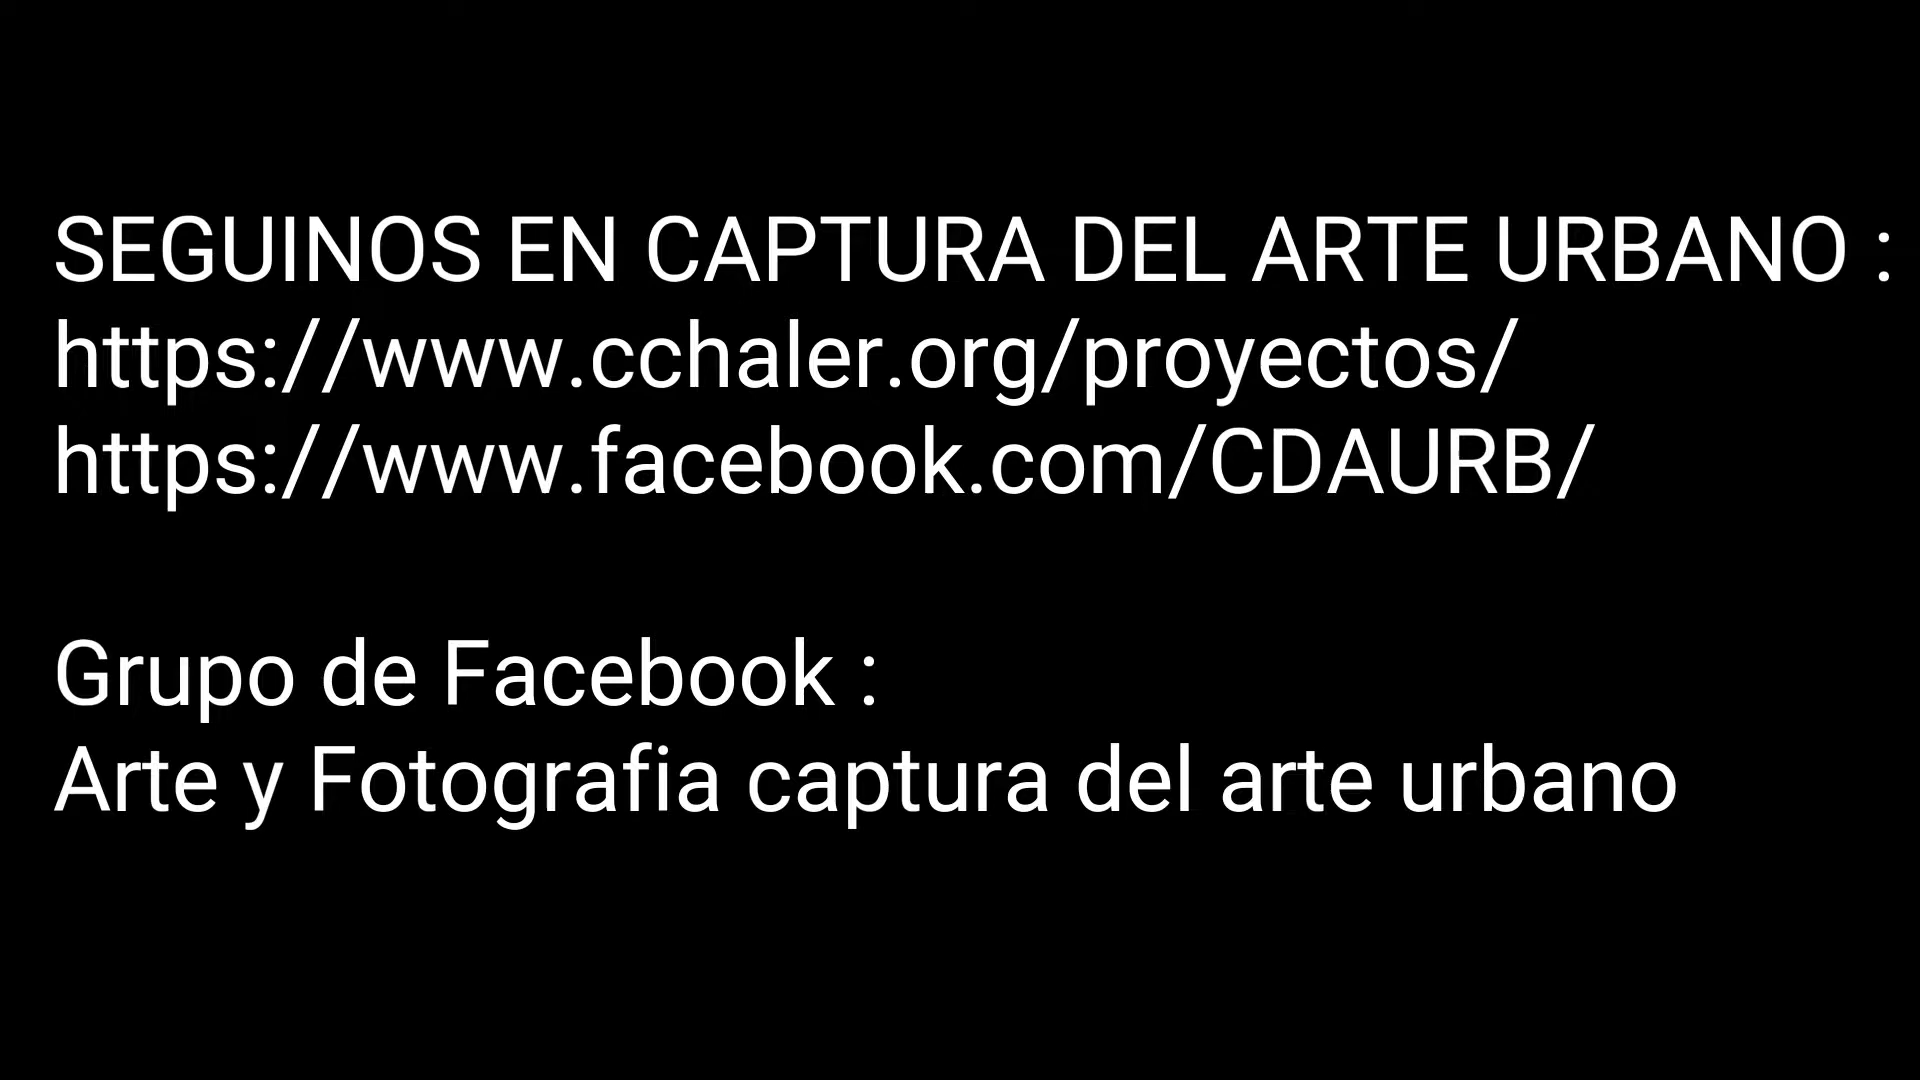 SEGUINOS EN CAPTURA DEL ARTE URBANO :
https://www.cchaler.org/proyectos/
https://www.facebook.com/CDAURB/
Grupo de Facebook :
Arte y Fotografia captura del arte urbano